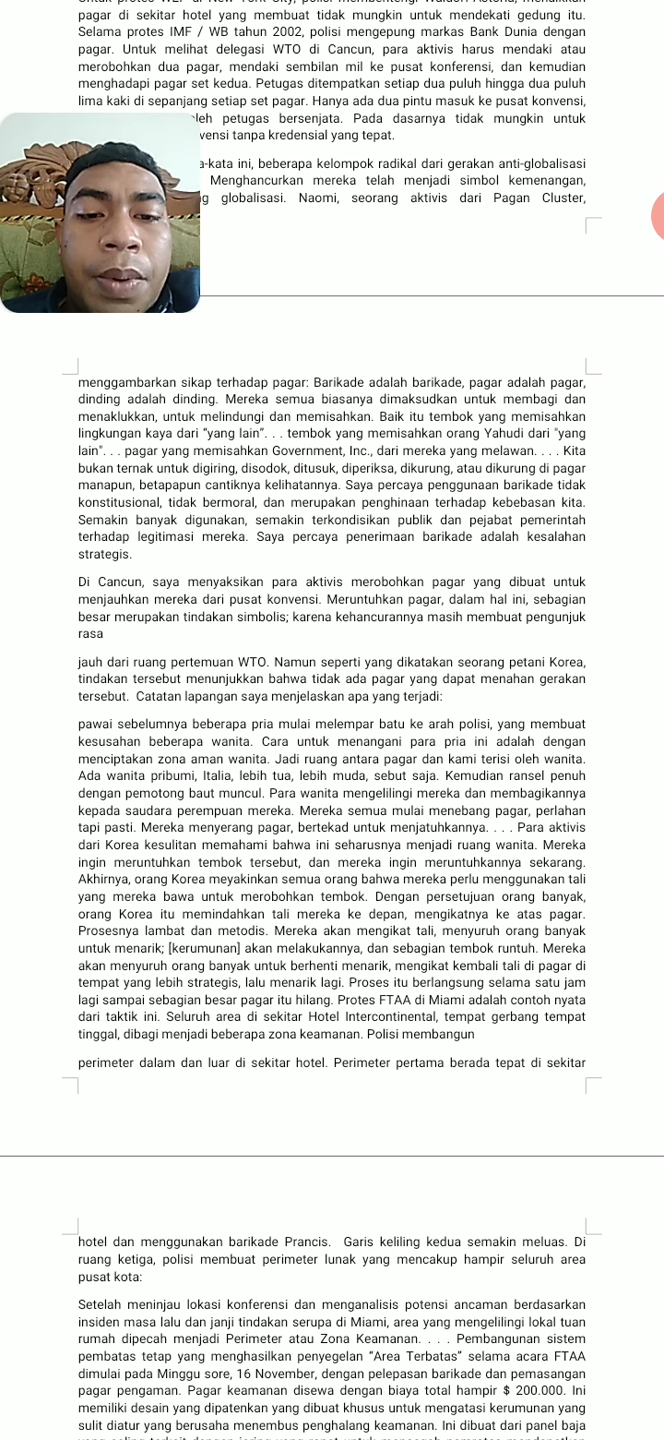 pagar di sekitar hotel yang membuat tidak mungkin untuk mendekati gedung itu.
Selama protes IMF / WB tahun 2002, polisi mengepung markas Bank Dunia dengan
pagar. Untuk melihat delegasi WTO di Cancun, para aktivis harus mendaki atau
merobohkan dua pagar, mendaki sembilan mil ke pusat konferensi, dan kemudian
menghadapi pagar set kedua. Petugas ditempatkan setiap dua puluh hingga dua puluh
lima kaki di sepanjang setiap set pagar. Hanya ada dua pintu masuk ke pusat konvensi,
oleh petugas bersenjata. Pada dasarnya tidak mungkin untuk
tanpa kredensial yang tepat.
ini, beberapa kelompok radikal dari gerakan anti-globalisasi
Menghancurkan mereka telah menjadi simbol kemenangan,
globalisasi. Naomi, seorang aktivis dari Pagan Cluster,
menggambarkan sikap terhadap pagar: Barikade adalah barikade, pagar adalah pagar,
dinding adalah dinding. Mereka semua biasanya dimaksudkan untuk membagi dan
menaklukkan, untuk melindungi dan memisahkan. Baik itu tembok yang memisahkan
lingkungan kaya dari “yang lain”. . . tembok yang memisahkan orang Yahudi dari "yang
lain". . . pagar yang memisahkan Government, Inc., dari mereka yang melawan. . . . Kita
bukan ternak untuk digiring, disodok, ditusuk, diperiksa, dikurung, atau dikurung di pagar
manapun, betapapun cantiknya kelihatannya. Saya percaya penggunaan barikade tidak
konstitusional, tidak bermoral, dan merupakan penghinaan terhadap kebebasan kita.
Semakin banyak digunakan, semakin terkondisikan publik dan pejabat pemerintah
terhadap legitimasi mereka. Saya percaya penerimaan barikade adalah kesalahan
strategis.
Di Cancun, saya menyaksikan para aktivis merobohkan pagar yang dibuat untuk
menjauhkan mereka dari pusat konvensi. Meruntuhkan pagar, dalam hal ini, sebagian
besar merupakan tindakan simbolis; karena kehancurannya masih membuat pengunjuk
rasa
jauh dari ruang pertemuan WTO. Namun seperti yang dikatakan seorang petani Korea,
tindakan tersebut menunjukkan bahwa tidak ada pagar yang dapat menahan gerakan
tersebut. Catatan lapangan saya menjelaskan apa yang terjadi:
pawai sebelumnya beberapa pria mulai melempar batu ke arah polisi, yang membuat
kesusahan beberapa wanita. Cara untuk menangani para pria ini adalah dengan
menciptakan zona aman wanita. Jadi ruang antara pagar dan kami terisi oleh wanita.
Ada wanita pribumi, Italia, lebih tua, lebih muda, sebut saja. Kemudian ransel penuh
dengan pemotong baut muncul. Para wanita mengelilingi mereka dan membagikannya
kepada saudara perempuan mereka. Mereka semua mulai menebang pagar, perlahan
tapi pasti. Mereka menyerang pagar, bertekad untuk menjatuhkannya. . . . Para aktivis
dari Korea kesulitan memahami bahwa ini seharusnya menjadi ruang wanita. Mereka
ingin meruntuhkan tembok tersebut, dan mereka ingin meruntuhkannya sekarang.
Akhirnya, orang Korea meyakinkan semua orang bahwa mereka perlu menggunakan tali
yang mereka bawa untuk merobohkan tembok. Dengan persetujuan orang banyak,
orang Korea itu memindahkan tali mereka ke depan, mengikatnya ke atas pagar.
Prosesnya lambat dan metodis. Mereka akan mengikat tali, menyuruh orang banyak
untuk menarik; [kerumunan] akan melakukannya, dan sebagian tembok runtuh. Mereka
akan menyuruh orang banyak untuk berhenti menarik, mengikat kembali tali di pagar di
tempat yang lebih strategis, lalu menarik lagi. Proses itu berlangsung selama satu jam
lagi sampai sebagian besar pagar itu hilang. Protes FTAA di Miami adalah contoh nyata
dari taktik ini. Seluruh area di sekitar Hotel Intercontinental, tempat gerbang tempat
tinggal, dibagi menjadi beberapa zona keamanan. Polisi membangun
perimeter dalam dan luar di sekitar hotel. Perimeter pertama berada tepat di sekitar
hotel dan menggunakan barikade Prancis. Garis keliling kedua semakin meluas. Di
ruang ketiga, polisi membuat perimeter lunak yang mencakup hampir seluruh area
pusat kota:
Setelah meninjau lokasi konferensi dan menganalisis potensi ancaman berdasarkan
insiden masa lalu dan janji tindakan serupa di Miami, area yang mengelilingi lokal tuan
rumah dipecah menjadi Perimeter atau Zona Keamanan. . . . Pembangunan sistem
pembatas tetap yang menghasilkan penyegelan “Area Terbatas” selama acara FTAA
dimulai pada Minggu sore, 16 November, dengan pelepasan barikade dan pemasangan
pagar pengaman. Pagar keamanan disewa dengan biaya total hampir $ 200.000. Ini
memiliki desain yang dipatenkan yang dibuat khusus untuk mengatasi kerumunan yang
sulit diatur yang berusaha menembus penghalang keamanan. Ini dibuat dari panel baja